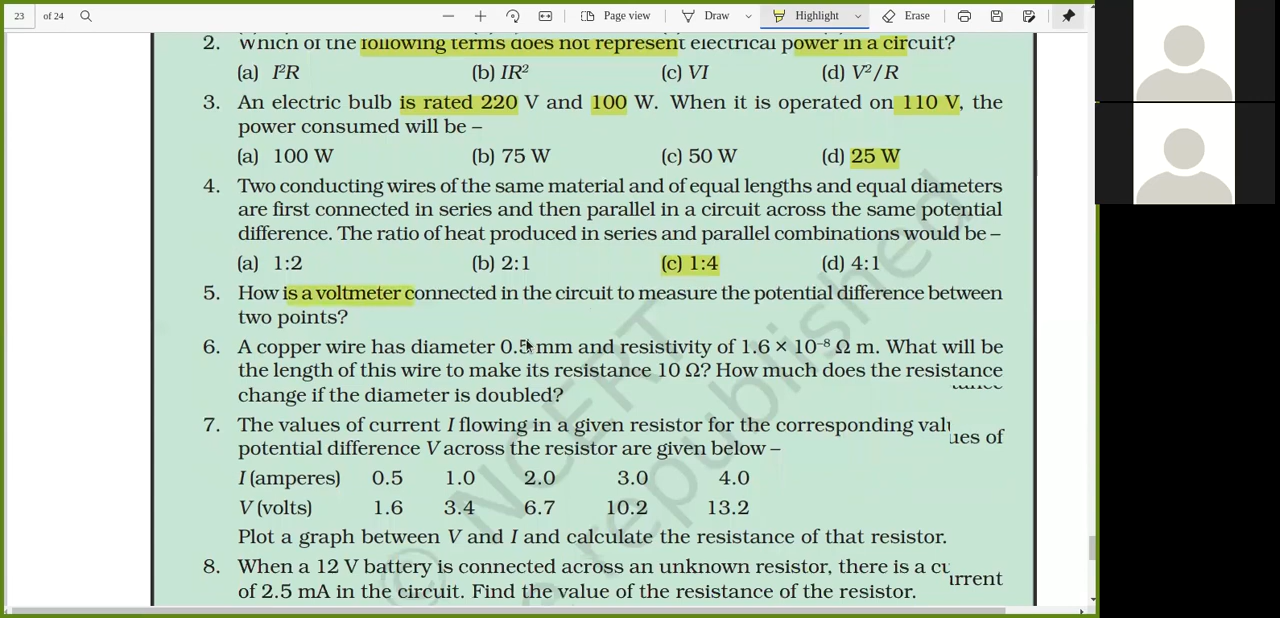 23 of 24 Page view Draw Highlight Erase
2. Which of the following terms does not represent electrical power in a circuit?
(a) I²R (b) IR² (c) VI (d) V²/R
3. An electric bulb is rated 220 V and 100 W. When it is operated on 110 V, the
power consumed will be –
(a) 100 W (b) 75 W (c) 50 W (d) 25 W
4. Two conducting wires of the same material and of equal lengths and equal diameters
are first connected in series and then parallel in a circuit across the same potential
difference. The ratio of heat produced in series and parallel combinations would be –
(a) 1:2 (b) 2:1 (c) 1:4 (d) 4:1
5. How is a voltmeter connected in the circuit to measure the potential difference between
two points?
6. A copper wire has diameter 0.5 mm and resistivity of 1.6 × 10⁻⁸ Ω m. What will be
the length of this wire to make its resistance 10 Ω? How much does the resistance
change if the diameter is doubled?
7. The values of current I flowing in a given resistor for the corresponding values of
potential difference V across the resistor are given below –
I (amperes) 0.5 1.0 2.0 3.0 4.0
V (volts) 1.6 3.4 6.7 10.2 13.2
Plot a graph between V and I and calculate the resistance of that resistor.
8. When a 12 V battery is connected across an unknown resistor, there is a current
of 2.5 mA in the circuit. Find the value of the resistance of the resistor.
© NCERT
republished